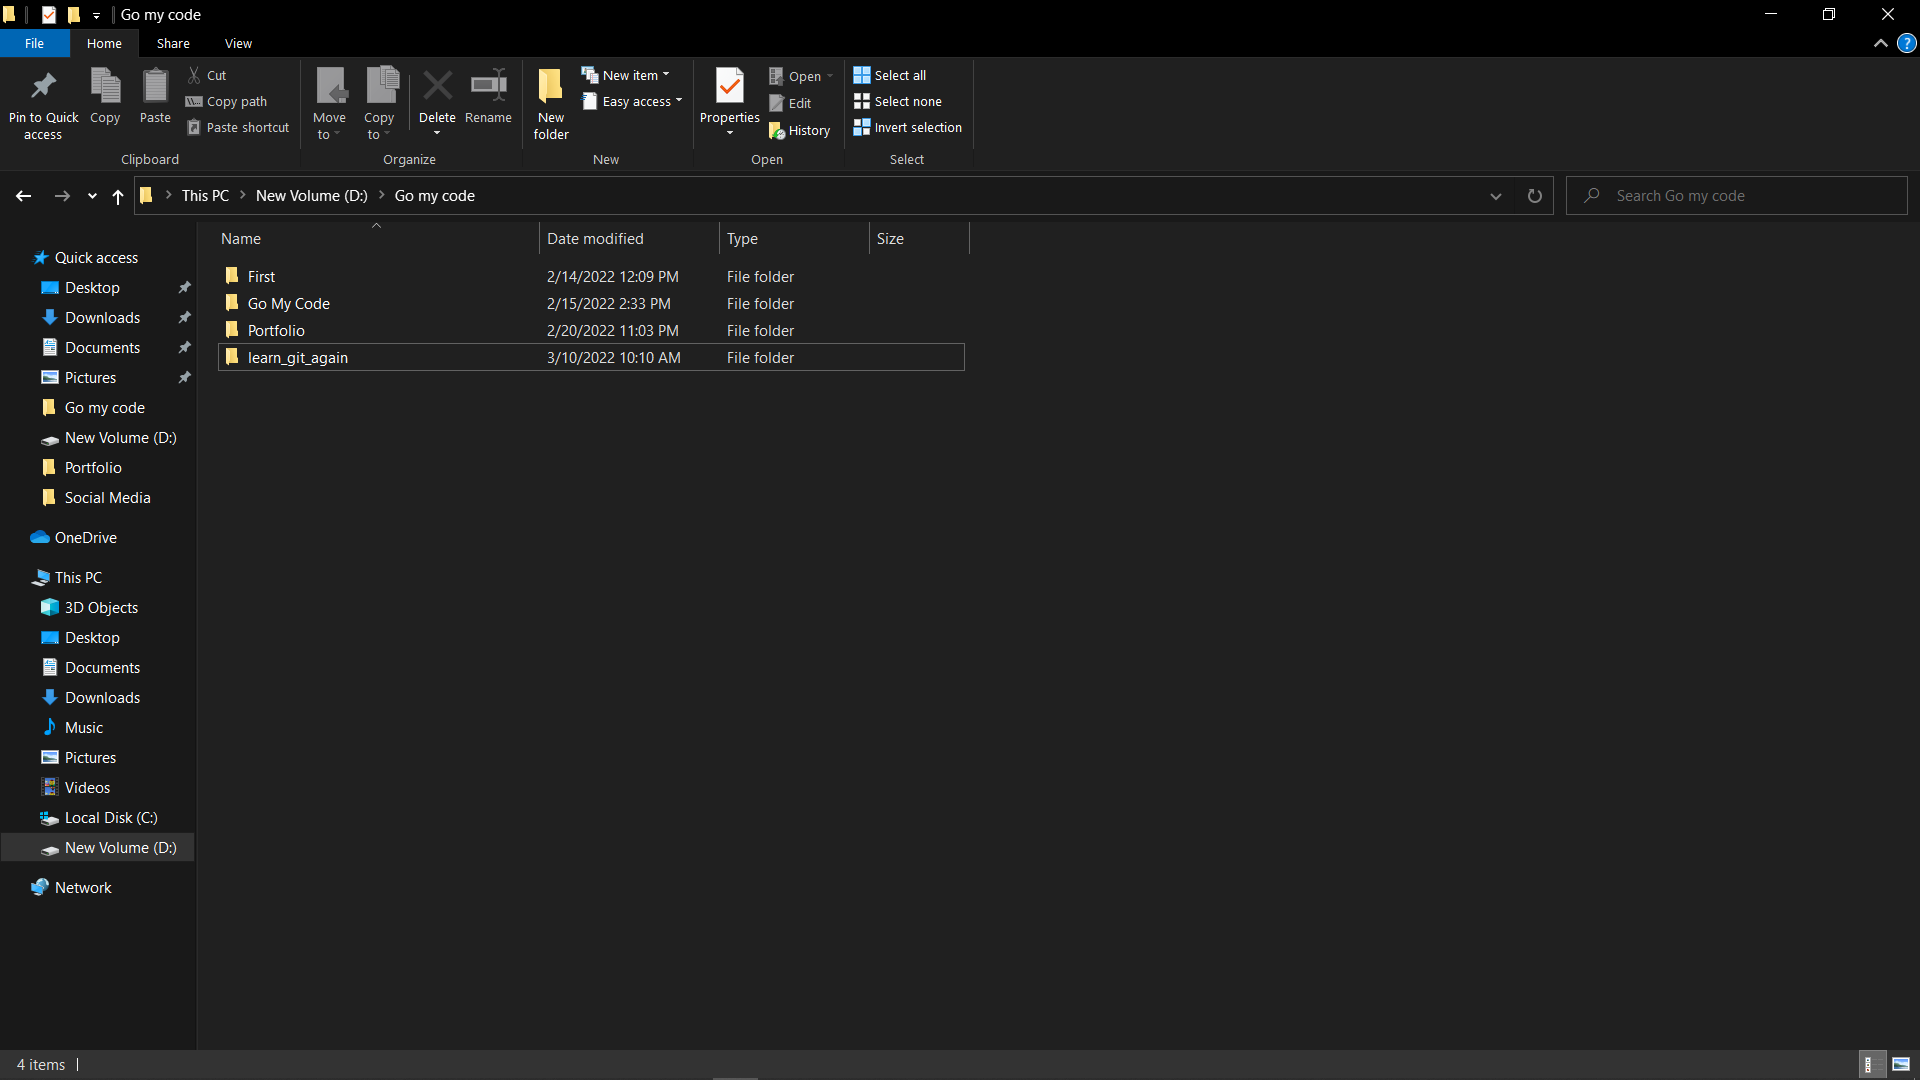 Go my code
File Home Share View
Pin to Quick access
Copy
Paste
Cut
Copy path
Paste shortcut
Clipboard
Move to
Copy to
Delete
Rename
Organize
New folder
New item
Easy access
New
Properties
Open
Edit
History
Open
Select all
Select none
Invert selection
Select
This PC > New Volume (D:) > Go my code
Search Go my code
Name Date modified Type Size
First 2/14/2022 12:09 PM File folder
Go My Code 2/15/2022 2:33 PM File folder
Portfolio 2/20/2022 11:03 PM File folder
learn_git_again 3/10/2022 10:10 AM File folder
Quick access
Desktop
Downloads
Documents
Pictures
Go my code
New Volume (D:)
Portfolio
Social Media
OneDrive
This PC
3D Objects
Desktop
Documents
Downloads
Music
Pictures
Videos
Local Disk (C:)
New Volume (D:)
Network
4 items